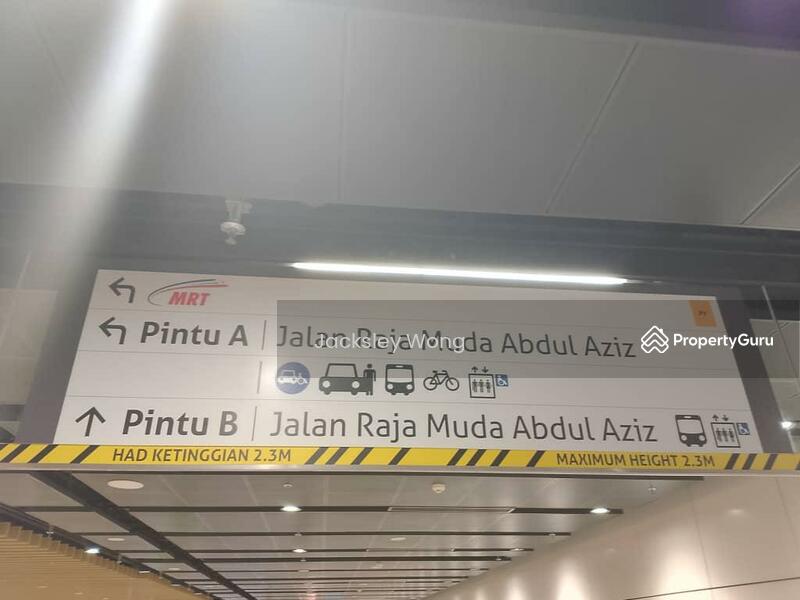 MRT
PY
Pintu A
Jalan Raja Muda Abdul Aziz
Jacksley Wong
PropertyGuru
Pintu B
Jalan Raja Muda Abdul Aziz
HAD KETINGGIAN 2.3M
MAXIMUM HEIGHT 2.3M